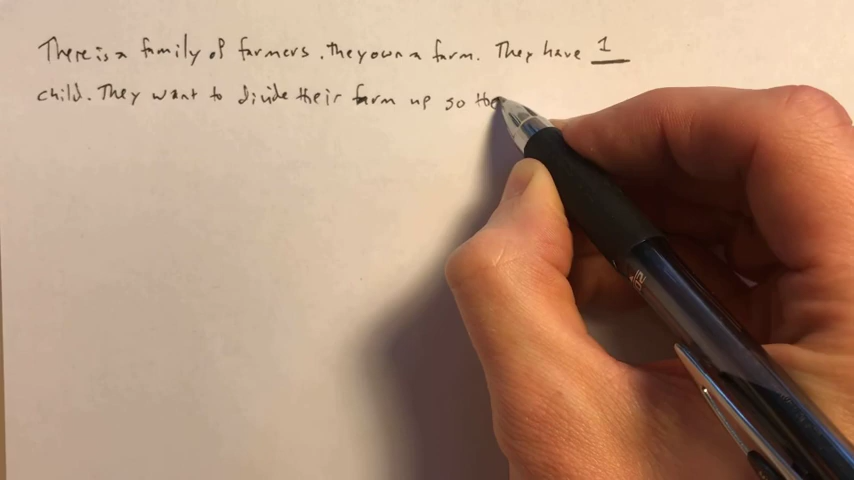 There is a family of farmers. they own a farm. They have 1
child. They want to divide their farm up so the